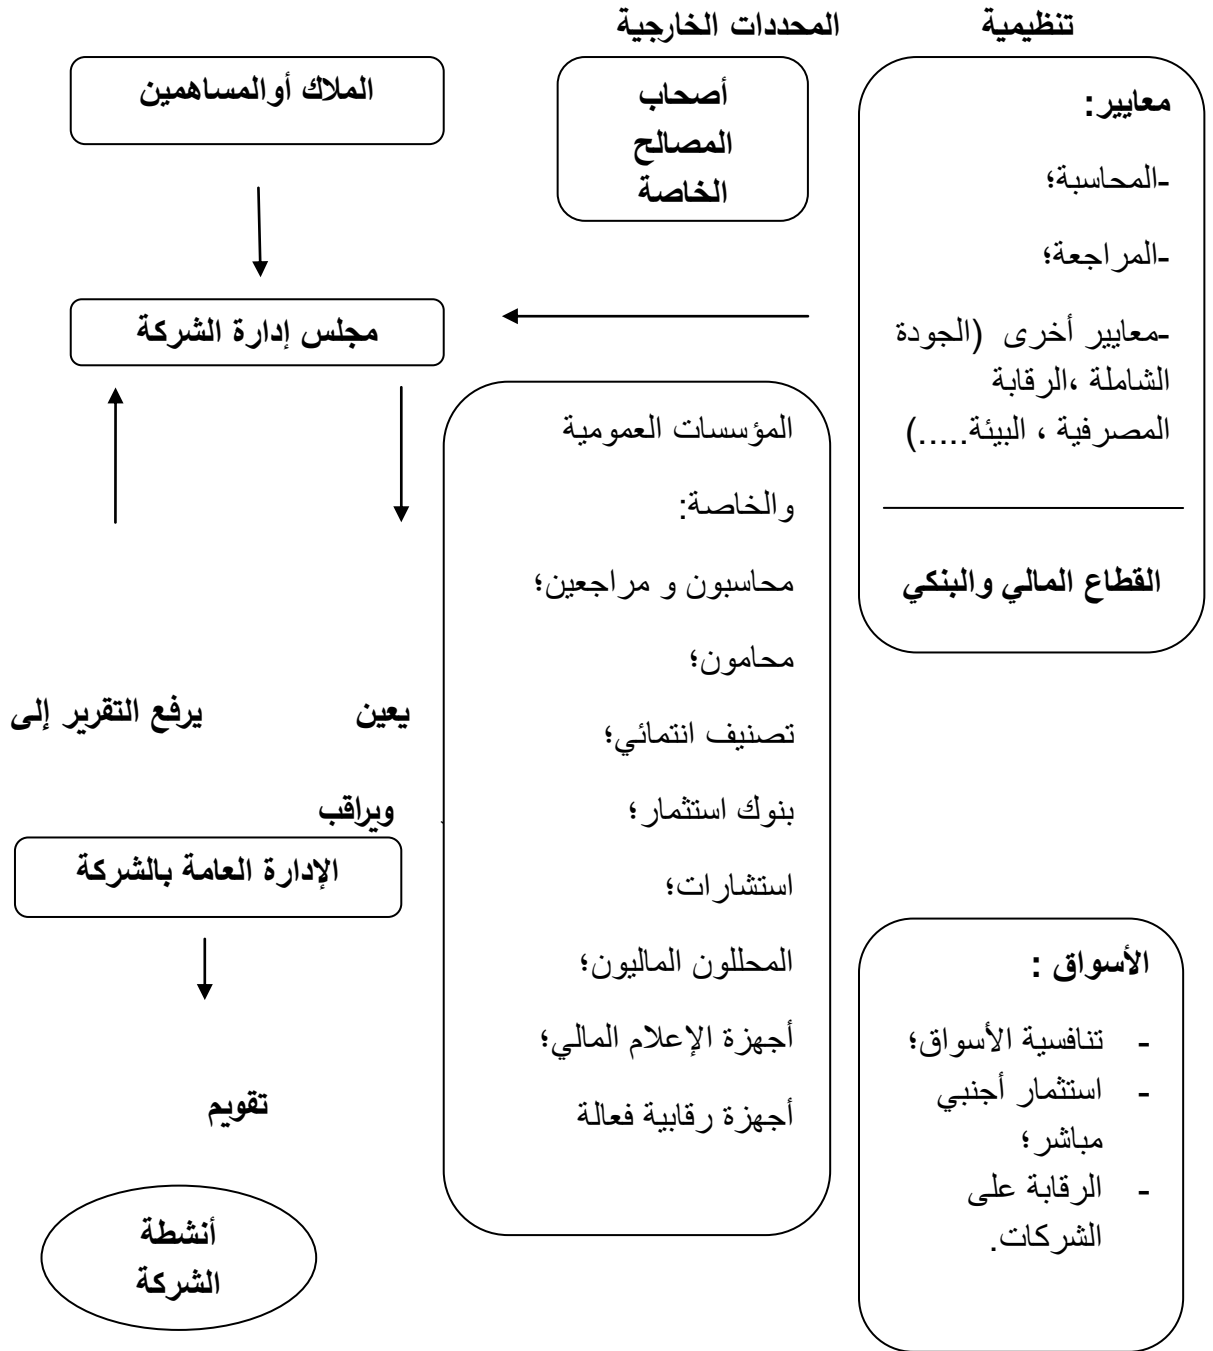 تنظيمية
المحددات الخارجية
معايير:
-المحاسبة؛
-المراجعة؛
-معايير أخرى (الجودة
الشاملة ،الرقابة
المصرفية ، البيئة.....)
القطاع المالي والبنكي
الأسواق :
- تنافسية الأسواق؛
- استثمار أجنبي
مباشر؛
- الرقابة على
الشركات.
أصحاب
المصالح
الخاصة
المؤسسات العمومية
والخاصة:
محاسبون و مراجعين؛
محامون؛
تصنيف انتمائي؛
بنوك استثمار؛
استشارات؛
المحللون الماليون؛
أجهزة الإعلام المالي؛
أجهزة رقابية فعالة
الملاك أوالمساهمين
مجلس إدارة الشركة
يعين
يرفع التقرير إلى
ويراقب
الإدارة العامة بالشركة
تقويم
أنشطة
الشركة